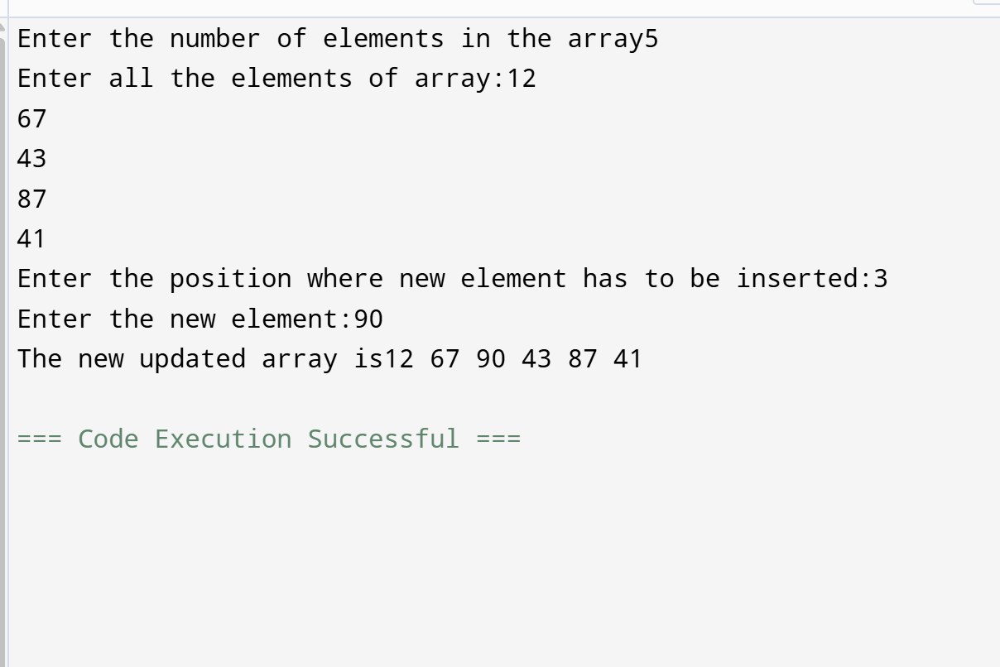 Enter the number of elements in the array5
Enter all the elements of array:12
67
43
87
41
Enter the position where new element has to be inserted:3
Enter the new element:90
The new updated array is12 67 90 43 87 41
=== Code Execution Successful ===